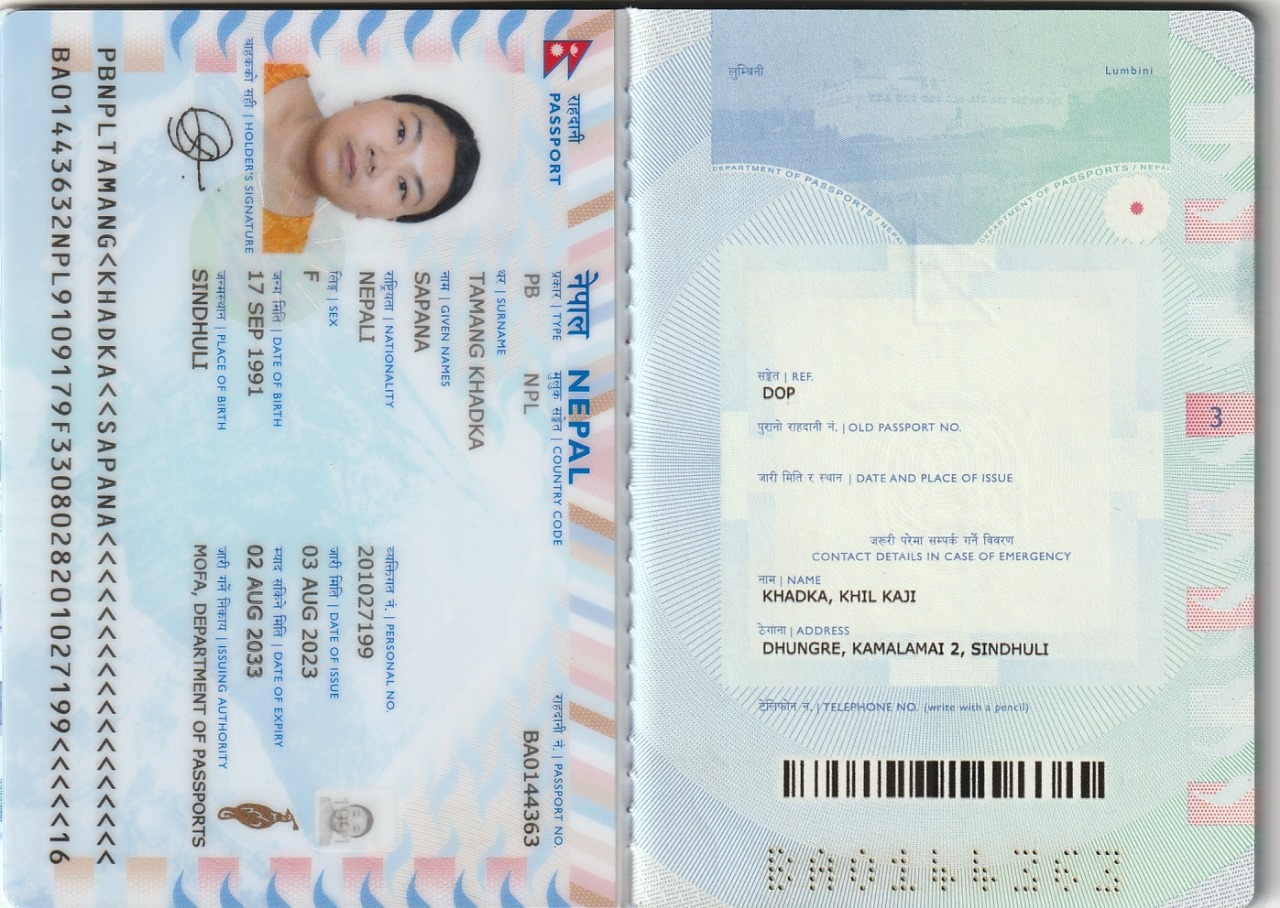 राहदानी
PASSPORT
नेपाल NEPAL
प्रकार | TYPE
मुलुक सङ्केत | COUNTRY CODE
राहदानी नं. | PASSPORT NO.
PB
NPL
BA0144363
थर | SURNAME
TAMANG KHADKA
नाम | GIVEN NAMES
SAPANA
राष्ट्रियता | NATIONALITY
व्यक्तिगत नं. | PERSONAL NO.
NEPALI
201027199
लिङ्ग | SEX
जारी मिति | DATE OF ISSUE
F
03 AUG 2023
जन्म मिति | DATE OF BIRTH
म्याद सकिने मिति | DATE OF EXPIRY
17 SEP 1991
02 AUG 2033
जन्मस्थान | PLACE OF BIRTH
जारी गर्ने निकाय | ISSUING AUTHORITY
SINDHULI
MOFA, DEPARTMENT OF PASSPORTS
वाहकको सही | HOLDER'S SIGNATURE
1991
PBNPLTAMANG<KHADKA<<SAPANA<<<<<<<<<<<<<<<<<<
BA01443632NPL9109179F3308028201027199<<<<<16
लुम्बिनी
Lumbini
DEPARTMENT OF PASSPORTS / NEPAL
DEPARTMENT OF PASSPORTS / NEPAL
सङ्केत | REF.
DOP
3
पुरानो राहदानी नं. | OLD PASSPORT NO.
जारी मिति र स्थान | DATE AND PLACE OF ISSUE
जरूरी परेमा सम्पर्क गर्ने विवरण
CONTACT DETAILS IN CASE OF EMERGENCY
नाम | NAME
KHADKA, KHIL KAJI
ठेगाना | ADDRESS
DHUNGRE, KAMALAMAI 2, SINDHULI
टेलिफोन नं. | TELEPHONE NO. (write with a pencil)
BA0144363